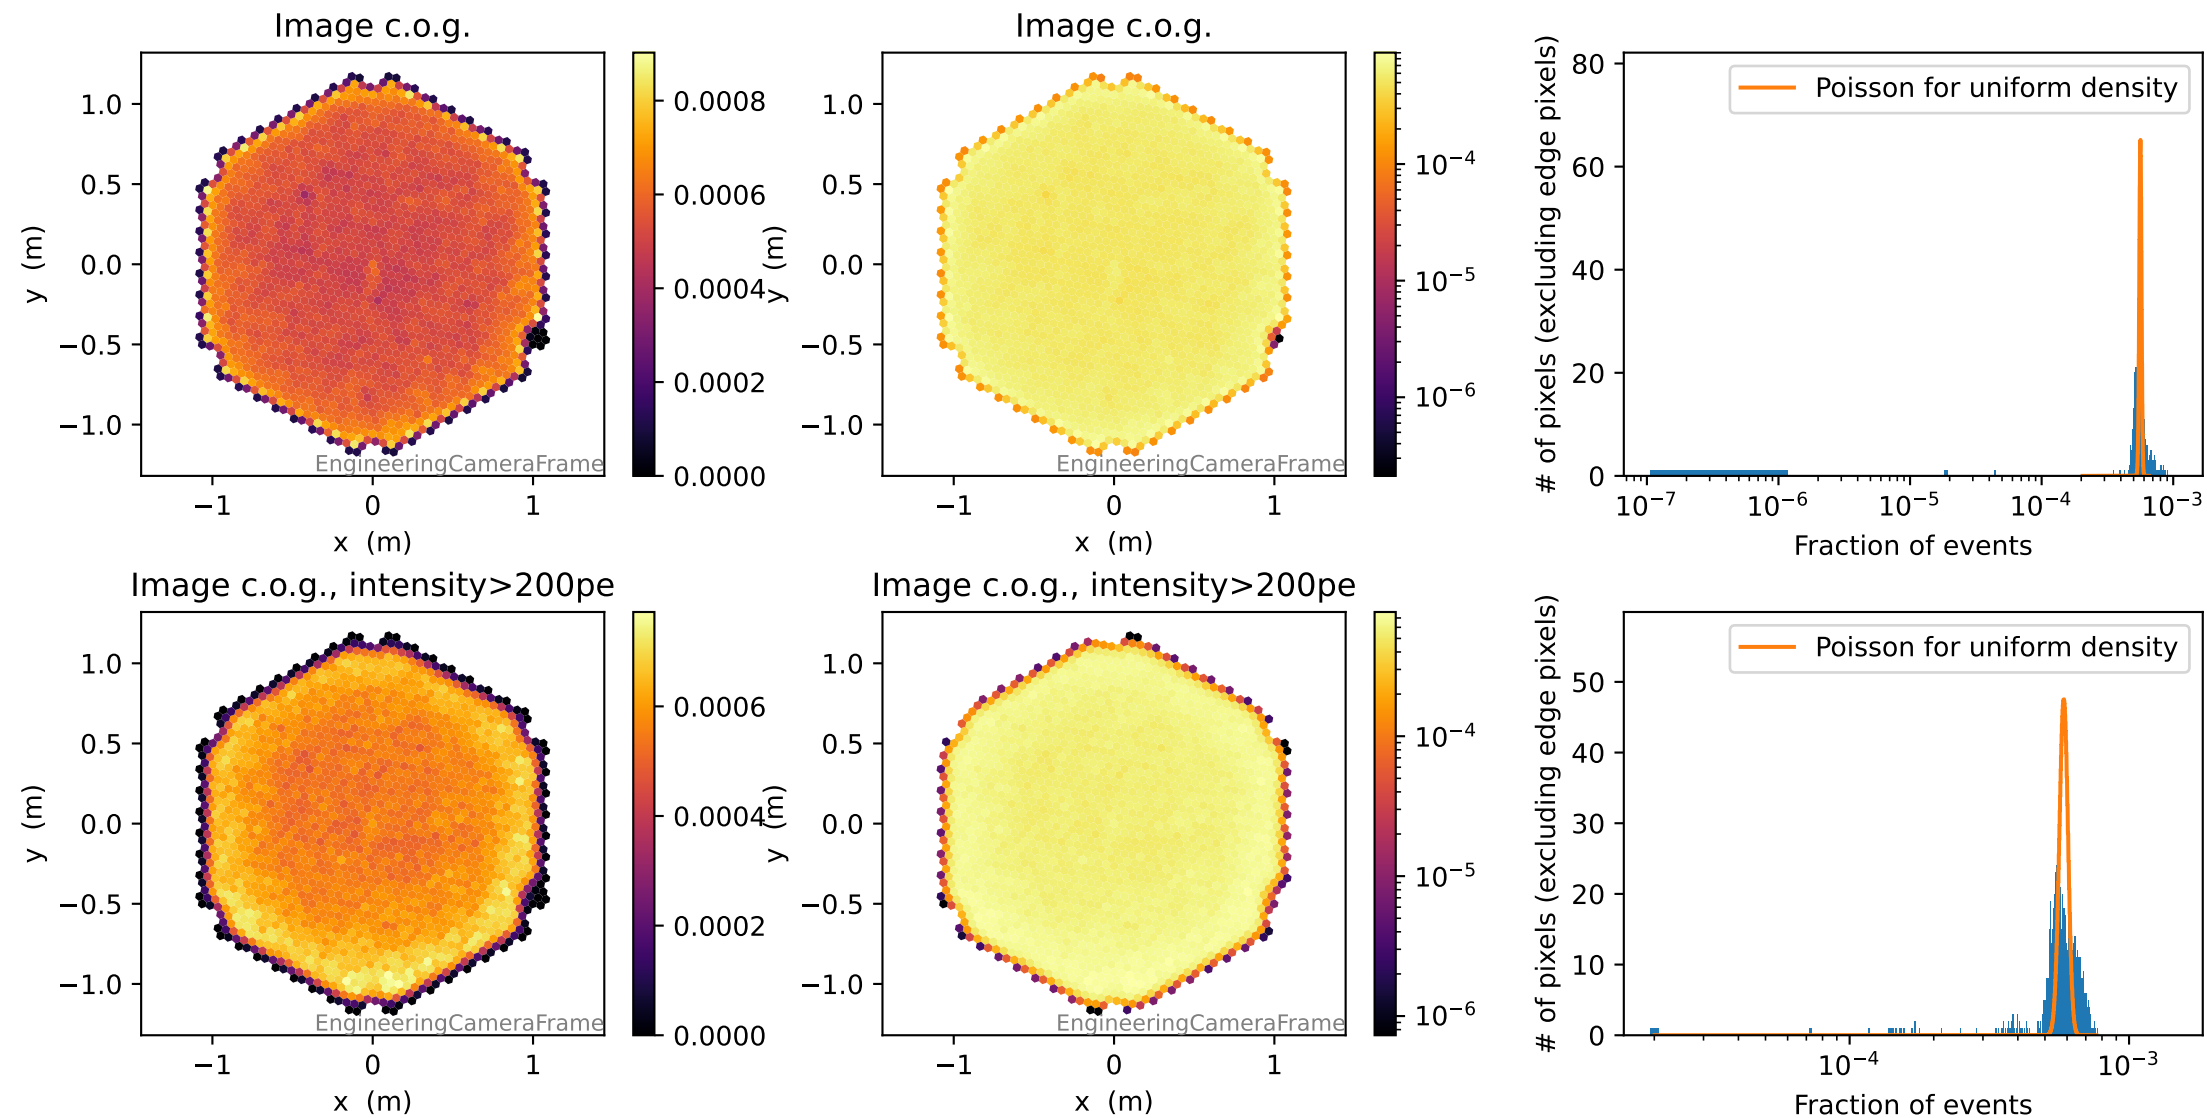 Image c.o.g.
1.0
0.5
0.0
−0.5
−1.0
y (m)
−1
0
1
x (m)
EngineeringCameraFrame
0.0008
0.0006
0.0004
0.0002
0.0000
Image c.o.g.
1.0
0.5
0.0
−0.5
−1.0
y (m)
−1
0
1
x (m)
EngineeringCameraFrame
10⁻⁴
10⁻⁵
10⁻⁶
80
60
40
20
0
# of pixels (excluding edge pixels)
Poisson for uniform density
10⁻⁷
10⁻⁶
10⁻⁵
10⁻⁴
10⁻³
Fraction of events
Image c.o.g., intensity>200pe
1.0
0.5
0.0
−0.5
−1.0
y (m)
−1
0
1
x (m)
EngineeringCameraFrame
0.0006
0.0004
0.0002
0.0000
Image c.o.g., intensity>200pe
1.0
0.5
0.0
−0.5
−1.0
y (m)
−1
0
1
x (m)
EngineeringCameraFrame
10⁻⁴
10⁻⁵
10⁻⁶
50
40
30
20
10
0
# of pixels (excluding edge pixels)
Poisson for uniform density
10⁻⁴
10⁻³
Fraction of events